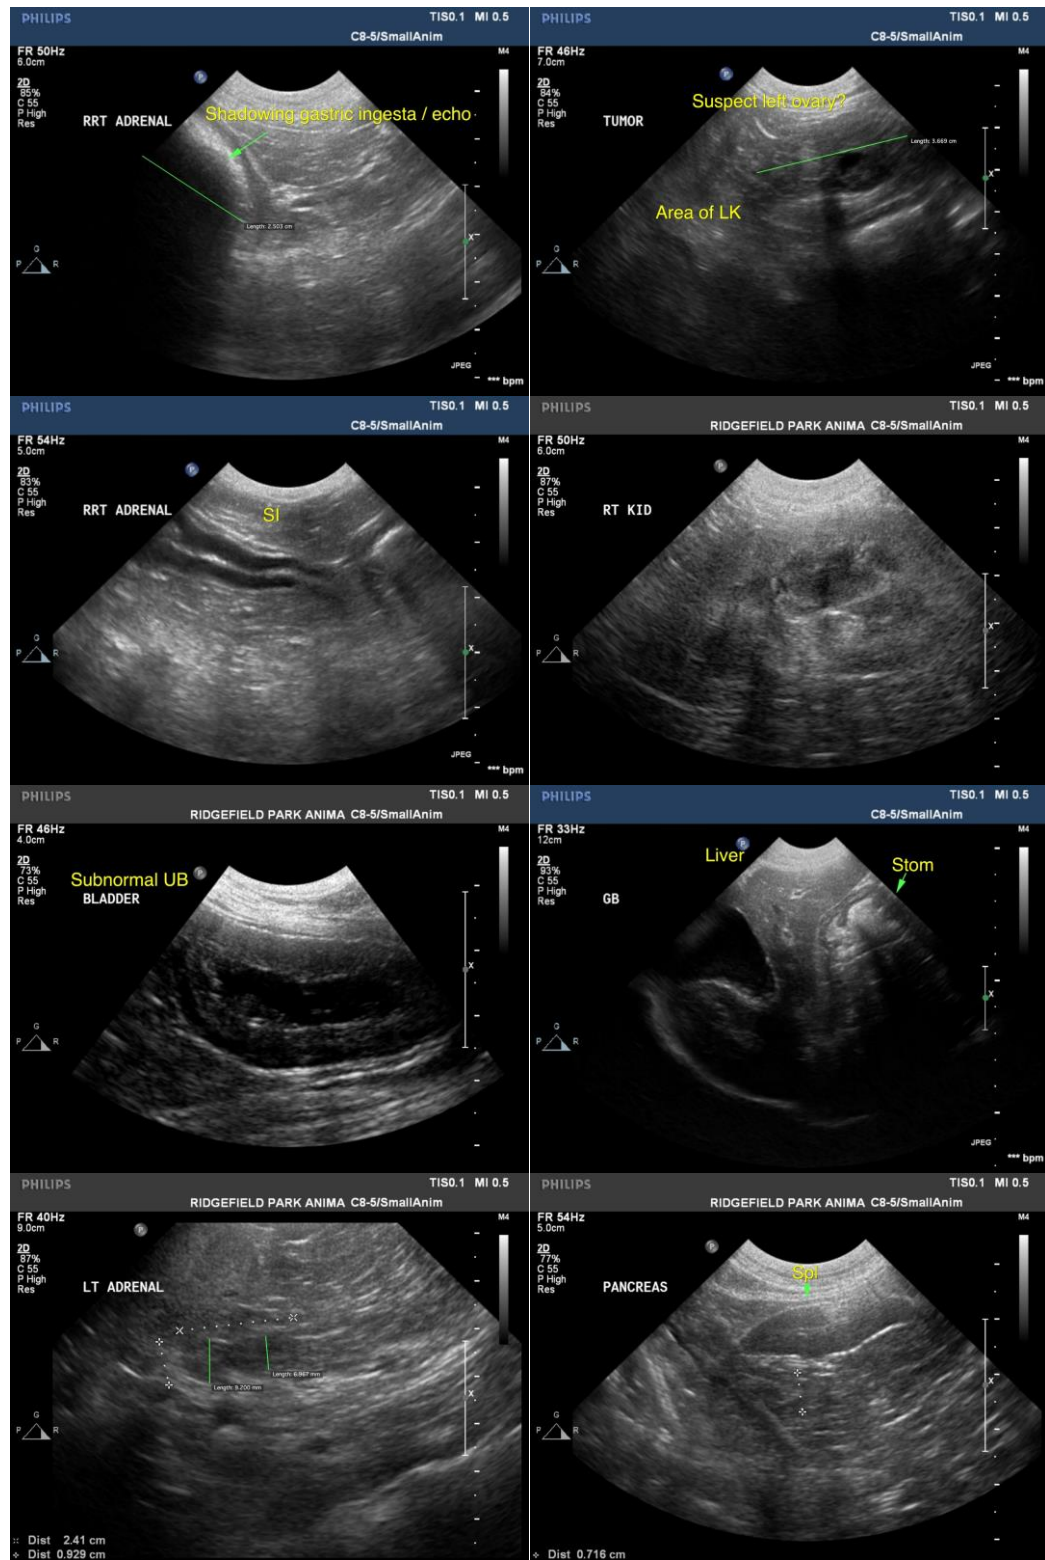 PHILIPS
TIS0.1 MI 0.5
C8-5/SmallAnim
FR 50Hz
6.0cm
M4
2D
85%
C 55
P High
Res
P
RRT ADRENAL
Shadowing gastric ingesta / echo
Length: 2.503 cm
X
G
P R
JPEG
*** bpm
PHILIPS
TIS0.1 MI 0.5
C8-5/SmallAnim
FR 46Hz
7.0cm
M4
2D
84%
C 55
P High
Res
P
Suspect left ovary?
TUMOR
Length: 3.669 cm
X
Area of LK
G
P R
JPEG
*** bpm
PHILIPS
TIS0.1 MI 0.5
C8-5/SmallAnim
FR 54Hz
5.0cm
M4
2D
83%
C 55
P High
Res
P
RRT ADRENAL
SI
X
G
P R
JPEG
*** bpm
PHILIPS
TIS0.1 MI 0.5
RIDGEFIELD PARK ANIMA C8-5/SmallAnim
FR 50Hz
6.0cm
M4
2D
87%
C 55
P High
Res
P
RT KID
X
G
P R
PHILIPS
TIS0.1 MI 0.5
RIDGEFIELD PARK ANIMA C8-5/SmallAnim
FR 46Hz
4.0cm
M4
2D
73%
C 55
P High
Res
P
Subnormal UB
BLADDER
X
G
P R
PHILIPS
TIS0.1 MI 0.5
C8-5/SmallAnim
FR 33Hz
12cm
M4
2D
93%
C 55
P High
Res
P
Liver
Stom
GB
X
G
P R
JPEG
*** bpm
PHILIPS
TIS0.1 MI 0.5
RIDGEFIELD PARK ANIMA C8-5/SmallAnim
FR 40Hz
9.0cm
M4
2D
87%
C 55
P High
Res
P
LT ADRENAL
Length: 6.967 mm
X
G
P R
Dist 2.41 cm
Dist 0.929 cm
PHILIPS
TIS0.1 MI 0.5
RIDGEFIELD PARK ANIMA C8-5/SmallAnim
FR 54Hz
5.0cm
M4
2D
77%
C 55
P High
Res
P
Spl
PANCREAS
X
G
P R
Dist 0.716 cm